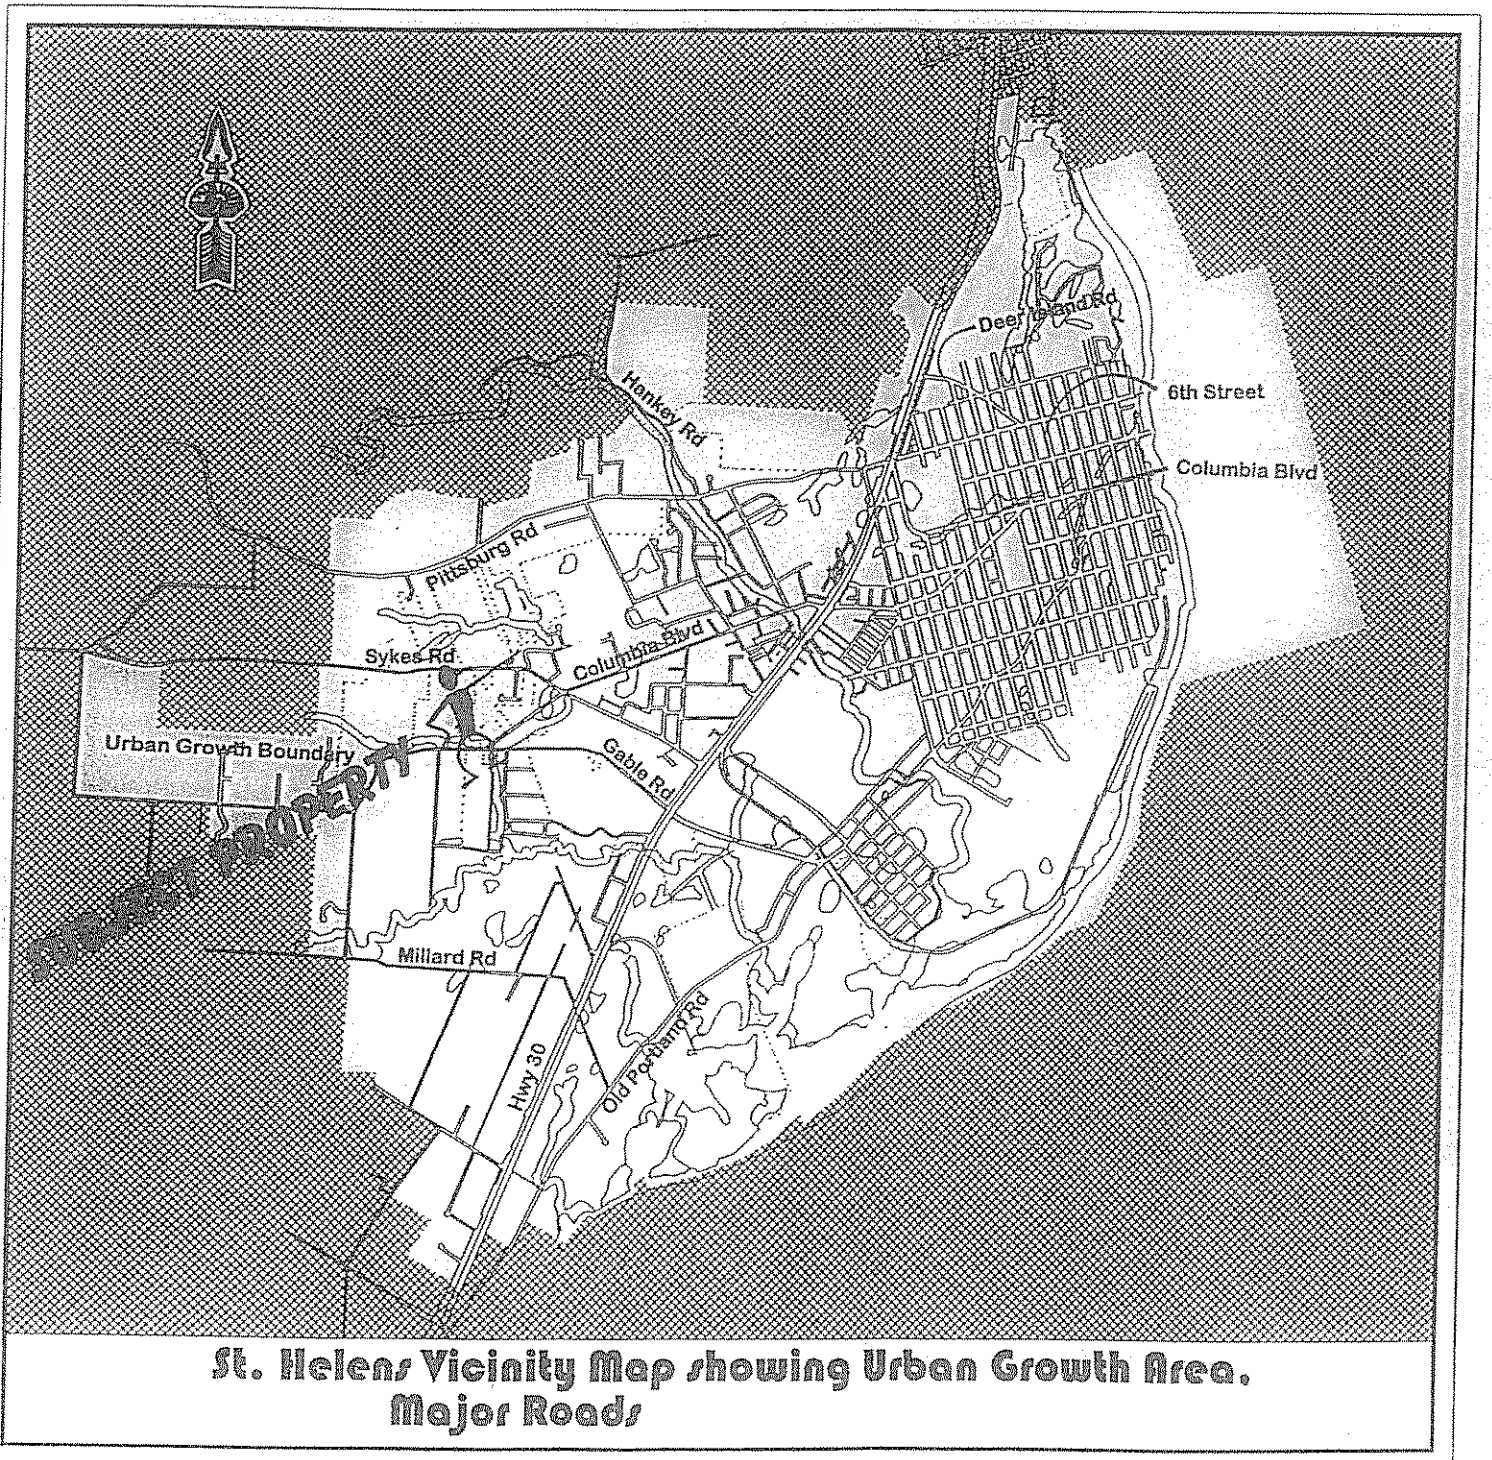 Deer Island Rd
6th Street
Hankey Rd
Columbia Blvd
Pittsburg Rd
Columbia Blvd
Sykes Rd.
Urban Growth Boundary
Gable Rd
SUBJECT PROPERTY
Millard Rd
Hwy 30
Old Portland Rd
St. Helens Vicinity Map showing Urban Growth Area,
Major Roads